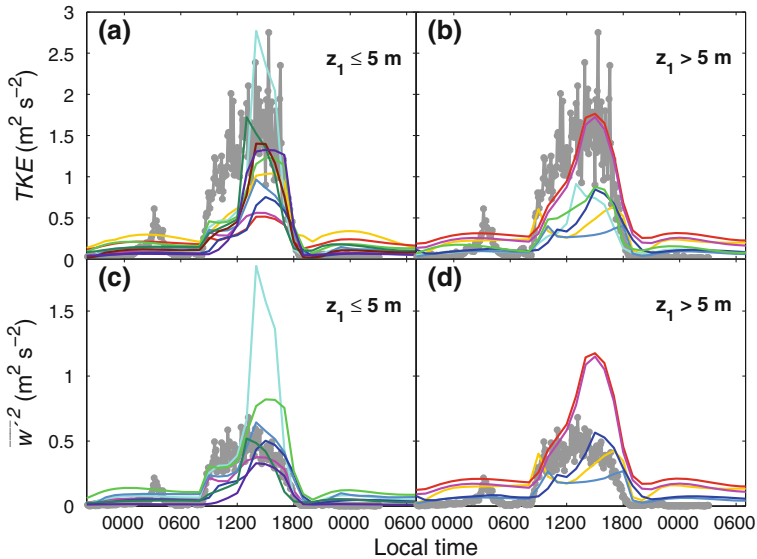 (a)
z₁ ≤ 5 m
(b)
z₁ > 5 m
TKE (m² s⁻²)
3
2.5
2
1.5
1
0.5
0
(c)
z₁ ≤ 5 m
(d)
z₁ > 5 m
w′² (m² s⁻²)
1.5
1
0.5
0
0000 0600 1200 1800 0000 0600
0000 0600 1200 1800 0000 0600
Local time